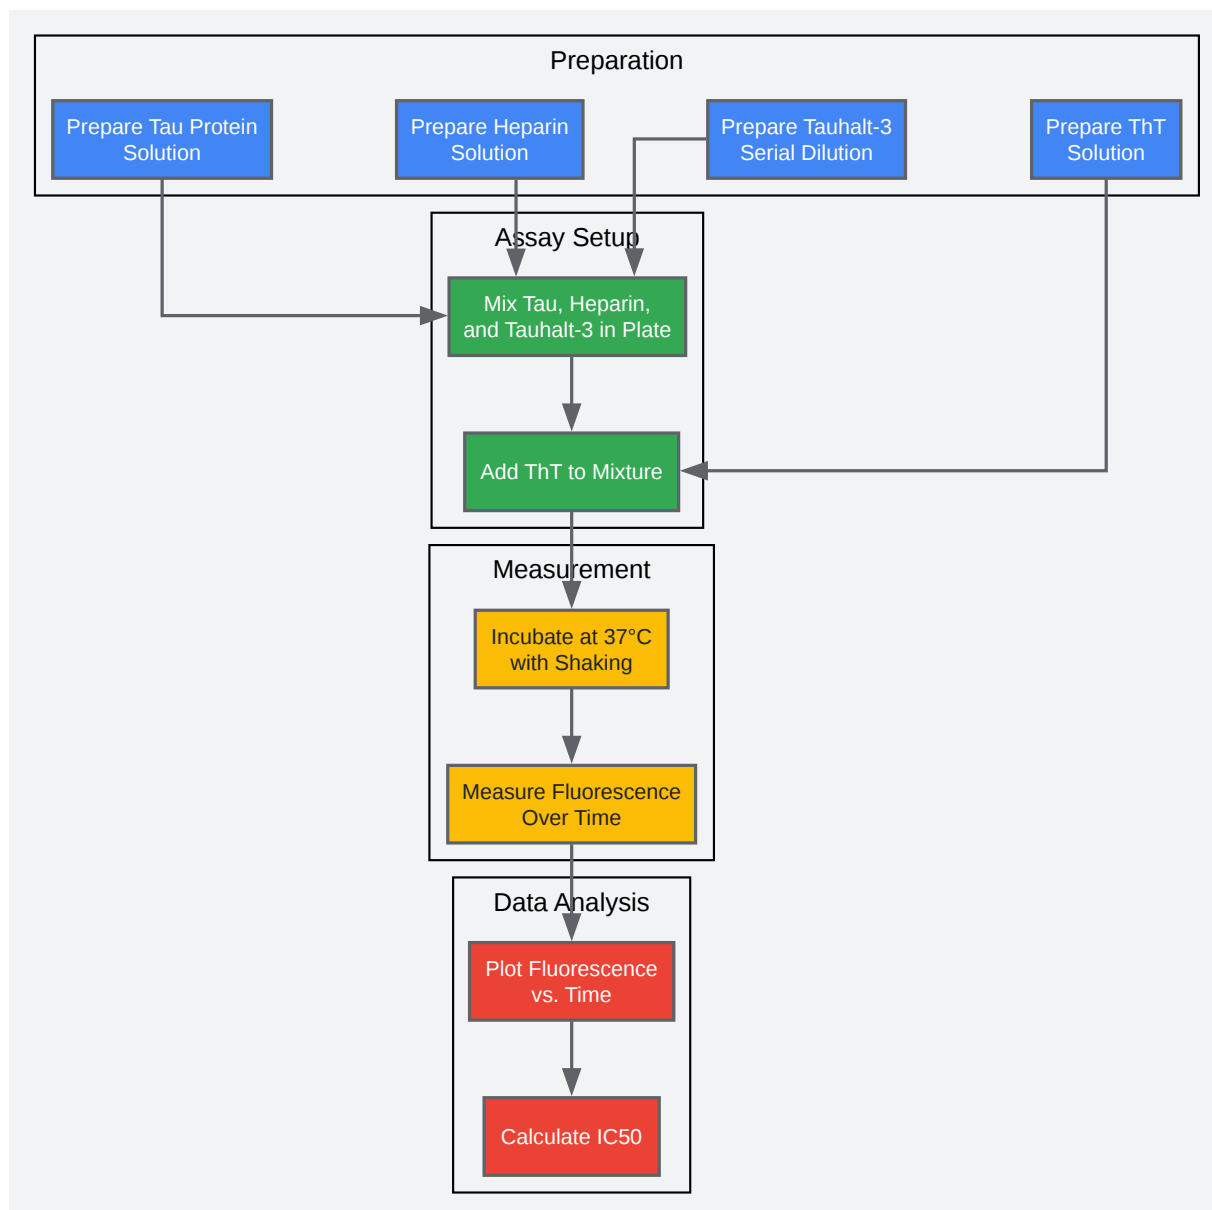 Preparation
Prepare Tau Protein
Solution
Prepare Heparin
Solution
Prepare Tauhalt-3
Serial Dilution
Prepare ThT
Solution
Assay Setup
Mix Tau, Heparin,
and Tauhalt-3 in Plate
Add ThT to Mixture
Measurement
Incubate at 37°C
with Shaking
Measure Fluorescence
Over Time
Data Analysis
Plot Fluorescence
vs. Time
Calculate IC50